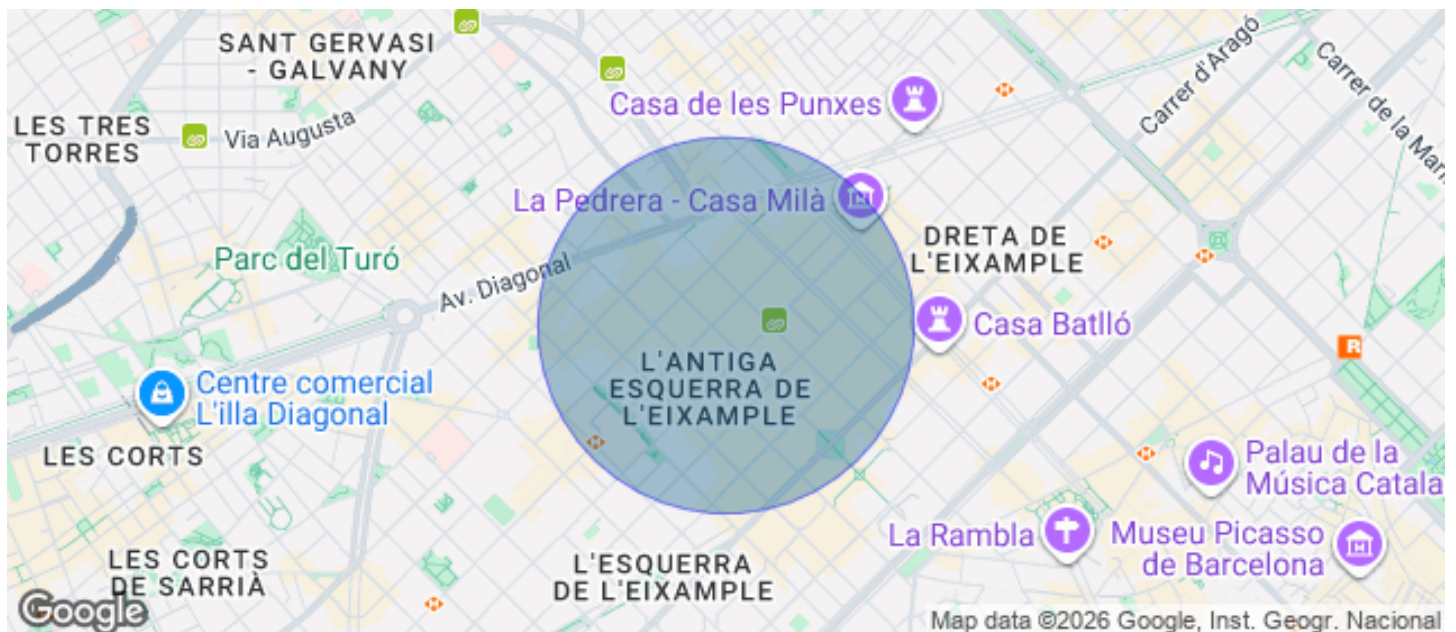 SANT GERVASI
- GALVANY
Casa de les Punxes
Carrer d'Aragó
Carrer de la Mari
LES TRES
TORRES
Via Augusta
La Pedrera - Casa Milà
DRETA DE
L'EIXAMPLE
Parc del Turó
Av. Diagonal
Casa Batlló
R
L'ANTIGA
ESQUERRA DE
L'EIXAMPLE
Centre comercial
L'illa Diagonal
LES CORTS
Palau de la
Música Catala
La Rambla
Museu Picasso
de Barcelona
LES CORTS
DE SARRIÀ
L'ESQUERRA
DE L'EIXAMPLE
Google
Map data ©2026 Google, Inst. Geogr. Nacional